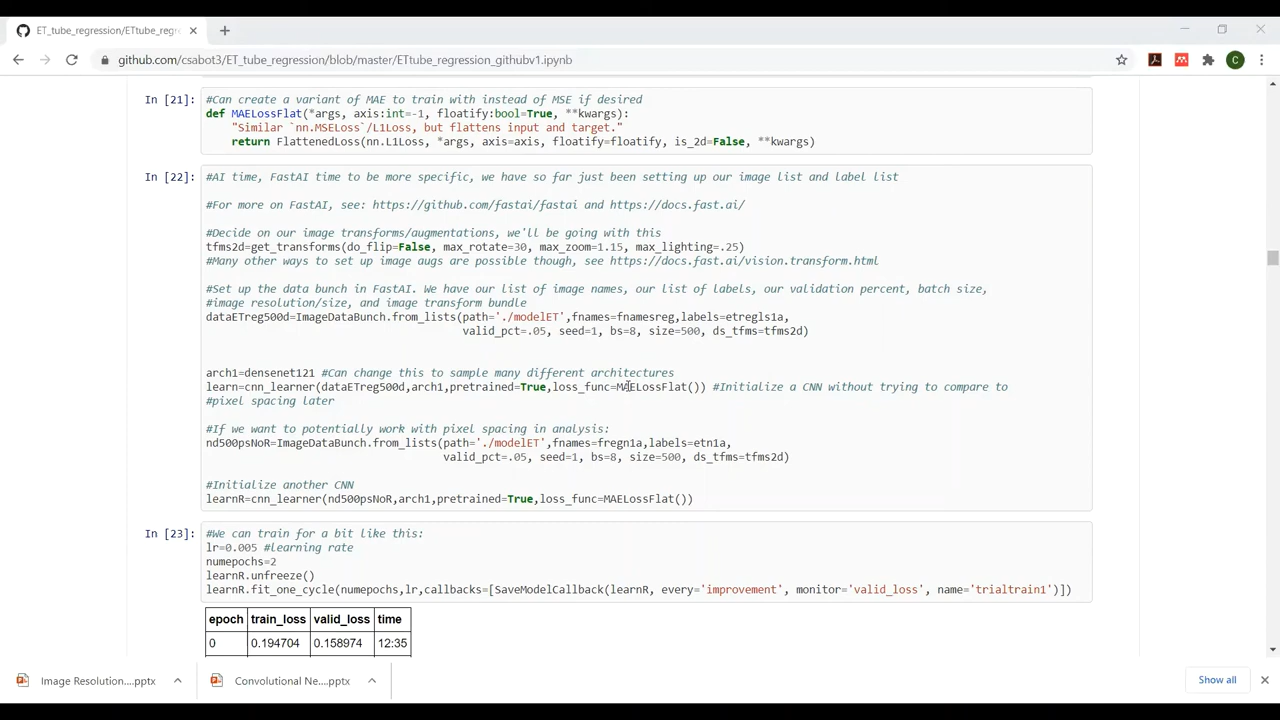 ET_tube_regression/ETtube_regr
github.com/csabot3/ET_tube_regression/blob/master/ETtube_regression_githubv1.ipynb
C
In [21]:
#Can create a variant of MAE to train with instead of MSE if desired
def MAELossFlat(*args, axis:int=-1, floatify:bool=True, **kwargs):
"Similar `nn.MSELoss`/L1Loss, but flattens input and target."
return FlattenedLoss(nn.L1Loss, *args, axis=axis, floatify=floatify, is_2d=False, **kwargs)
In [22]:
#AI time, FastAI time to be more specific, we have so far just been setting up our image list and label list
#For more on FastAI, see: https://github.com/fastai/fastai and https://docs.fast.ai/
#Decide on our image transforms/augmentations, we'll be going with this
tfms2d=get_transforms(do_flip=False, max_rotate=30, max_zoom=1.15, max_lighting=.25)
#Many other ways to set up image augs are possible though, see https://docs.fast.ai/vision.transform.html
#Set up the data bunch in FastAI. We have our list of image names, our list of labels, our validation percent, batch size,
#image resolution/size, and image transform bundle
dataETreg500d=ImageDataBunch.from_lists(path='./modelET',fnames=fnamesreg,labels=etregls1a,
valid_pct=.05, seed=1, bs=8, size=500, ds_tfms=tfms2d)
arch1=densenet121 #Can change this to sample many different architectures
learn=cnn_learner(dataETreg500d,arch1,pretrained=True,loss_func=MAELossFlat()) #Initialize a CNN without trying to compare to
#pixel spacing later
#If we want to potentially work with pixel spacing in analysis:
nd500psNoR=ImageDataBunch.from_lists(path='./modelET',fnames=fregn1a,labels=etn1a,
valid_pct=.05, seed=1, bs=8, size=500, ds_tfms=tfms2d)
#Initialize another CNN
learnR=cnn_learner(nd500psNoR,arch1,pretrained=True,loss_func=MAELossFlat())
In [23]:
#We can train for a bit like this:
lr=0.005 #learning rate
numepochs=2
learnR.unfreeze()
learnR.fit_one_cycle(numepochs,lr,callbacks=[SaveModelCallback(learnR, every='improvement', monitor='valid_loss', name='trialtrain1')])
epoch train_loss valid_loss time
0 0.194704 0.158974 12:35
Image Resolution....pptx
Convolutional Ne....pptx
Show all